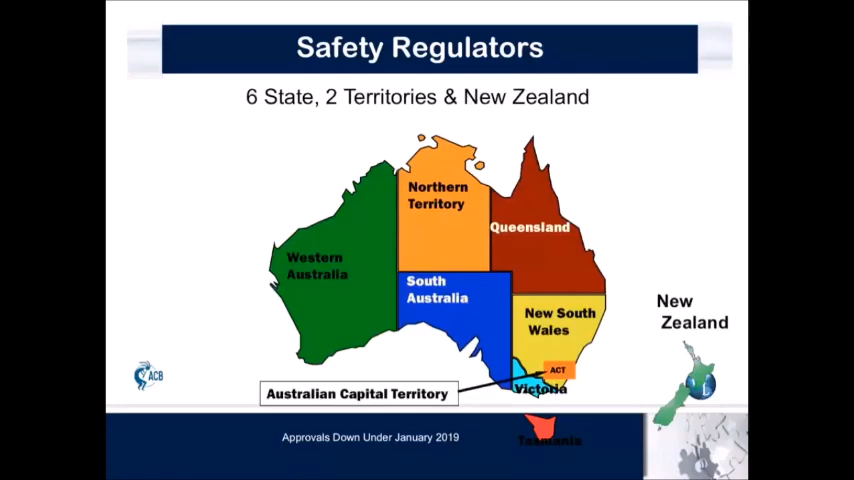 Safety Regulators
6 State, 2 Territories & New Zealand
Northern
Territory
Queensland
Western
Australia
South
Australia
New South
Wales
New
Zealand
ACT
Victoria
Australian Capital Territory
ACB
Approvals Down Under January 2019
Tasmania